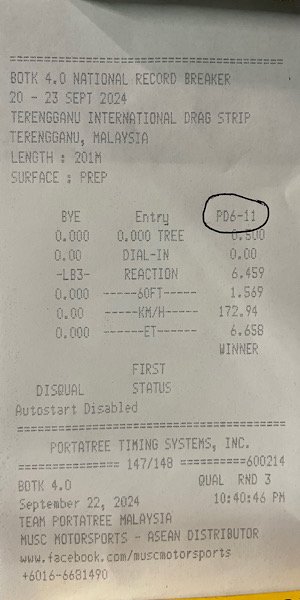 =============================
BOTK 4.0 NATIONAL RECORD BREAKER
20 - 23 SEPT 2024
TERENGGANU INTERNATIONAL DRAG STRIP
TERENGGANU, MALAYSIA
LENGTH : 201M
SURFACE : PREP
BYE Entry PD6-11
0.000 0.000 TREE 0.500
0.00 DIAL-IN 0.00
-LB3- REACTION 6.459
0.000 -----60FT----- 1.569
0.00 -----KM/H----- 172.94
0.000 ------ET------ 6.658
WINNER
FIRST
DISQUAL STATUS
Autostart Disabled
=============================
PORTATREE TIMING SYSTEMS, INC.
============== 147/148 ==========600214
BOTK 4.0 QUAL RND 3
September 22, 2024 10:40:46 PM
TEAM PORTATREE MALAYSIA
MUSC MOTORSPORTS - ASEAN DISTRIBUTOR
www.facebook.com/muscmotorsports
+6016-6681490